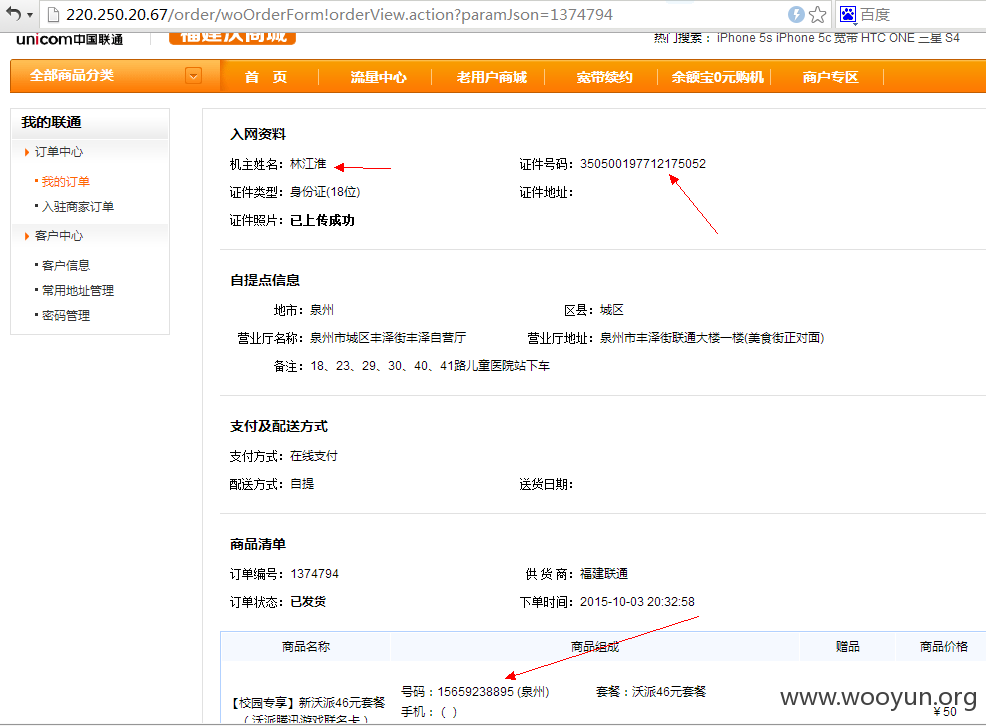 220.250.20.67/order/woOrderForm!orderView.action?paramJson=1374794 百度
unicom中国联通 福建沃商城 热门搜索: iPhone 5s iPhone 5c 宽带 HTC ONE 三星 S4
全部商品分类 首 页 流量中心 老用户商城 宽带续约 余额宝0元购机 商户专区
我的联通
订单中心
我的订单
入驻商家订单
客户中心
客户信息
常用地址管理
密码管理
入网资料
机主姓名: 林江淮 证件号码: 350500197712175052
证件类型: 身份证(18位) 证件地址:
证件照片: 已上传成功
自提点信息
地市: 泉州 区县: 城区
营业厅名称: 泉州市城区丰泽街丰泽自营厅 营业厅地址: 泉州市丰泽街联通大楼一楼(美食街正对面)
备注: 18、23、29、30、40、41路儿童医院站下车
支付及配送方式
支付方式: 在线支付
配送方式: 自提 送货日期:
商品清单
订单编号: 1374794 供 货 商: 福建联通
订单状态: 已发货 下单时间: 2015-10-03 20:32:58
商品名称 商品组成 赠品 商品价格
【校园专享】新沃派46元套餐
（沃派腾讯游戏联名卡）
号码：15659238895 (泉州) 套餐：沃派46元套餐
手机：( )
¥ 50
www.wooyun.org